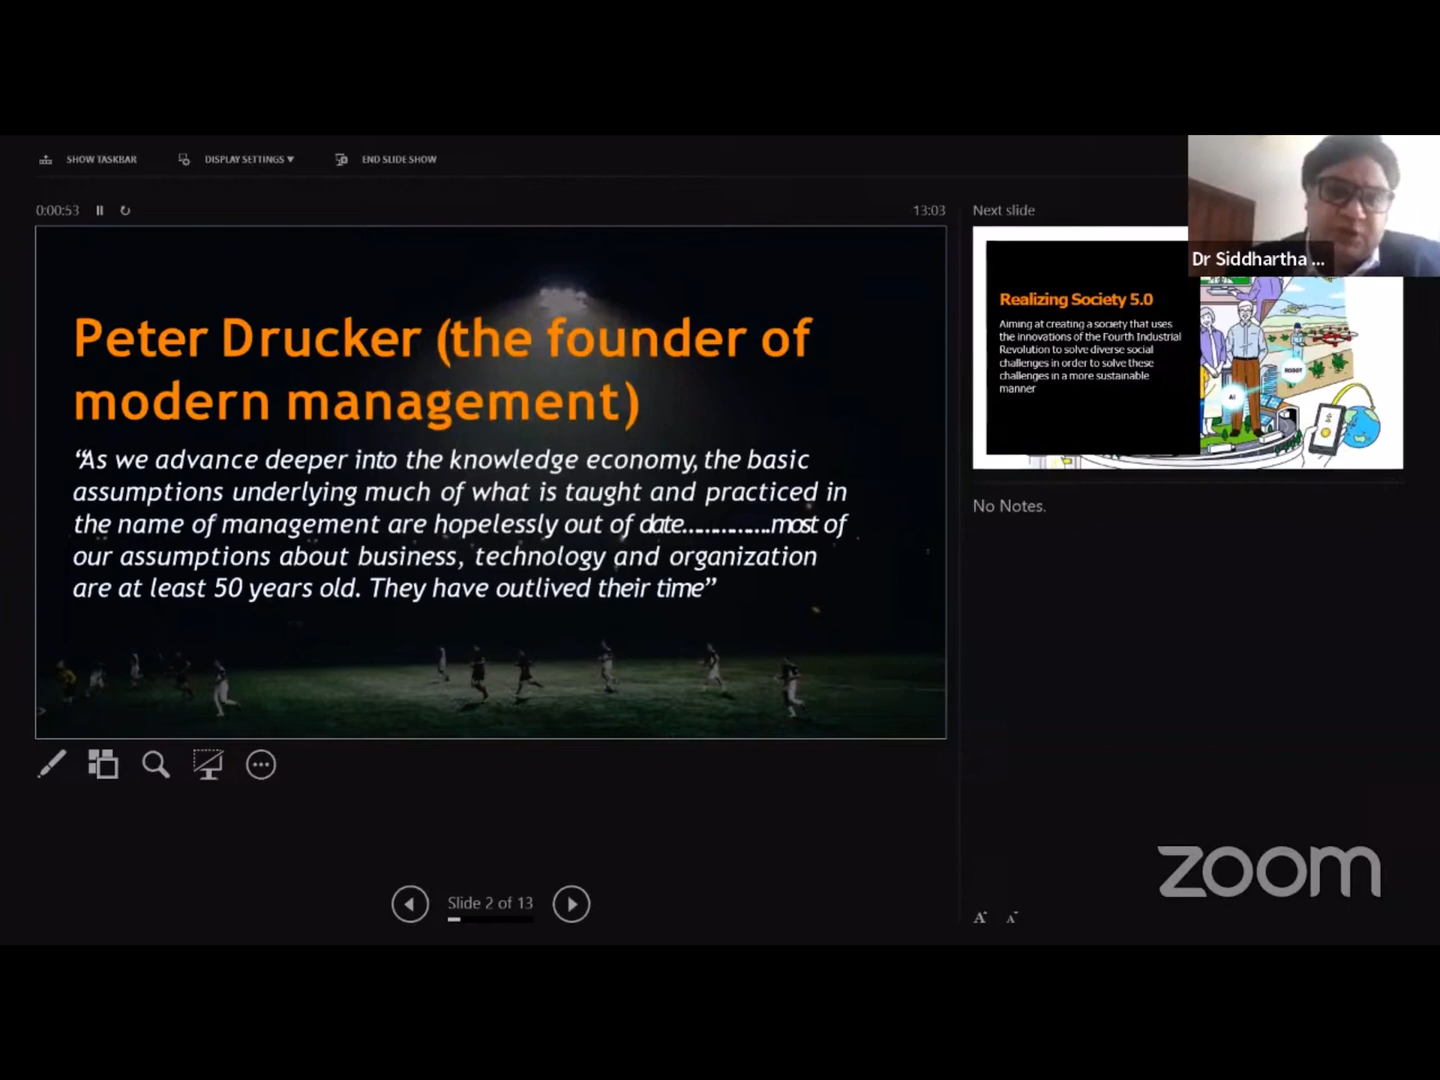 SHOW TASKBAR
DISPLAY SETTINGS ▼
END SLIDE SHOW
0:00:53
13:03
Peter Drucker (the founder of
modern management)
“As we advance deeper into the knowledge economy, the basic
assumptions underlying much of what is taught and practiced in
the name of management are hopelessly out of date...............most of
our assumptions about business, technology and organization
are at least 50 years old. They have outlived their time”
Slide 2 of 13
Next slide
Dr Siddhartha ...
Realizing Society 5.0
Aiming at creating a society that uses
the innovations of the Fourth Industrial
Revolution to solve diverse social
challenges in order to solve these
challenges in a more sustainable
manner
AI
ROBOT
No Notes.
zoom
A A